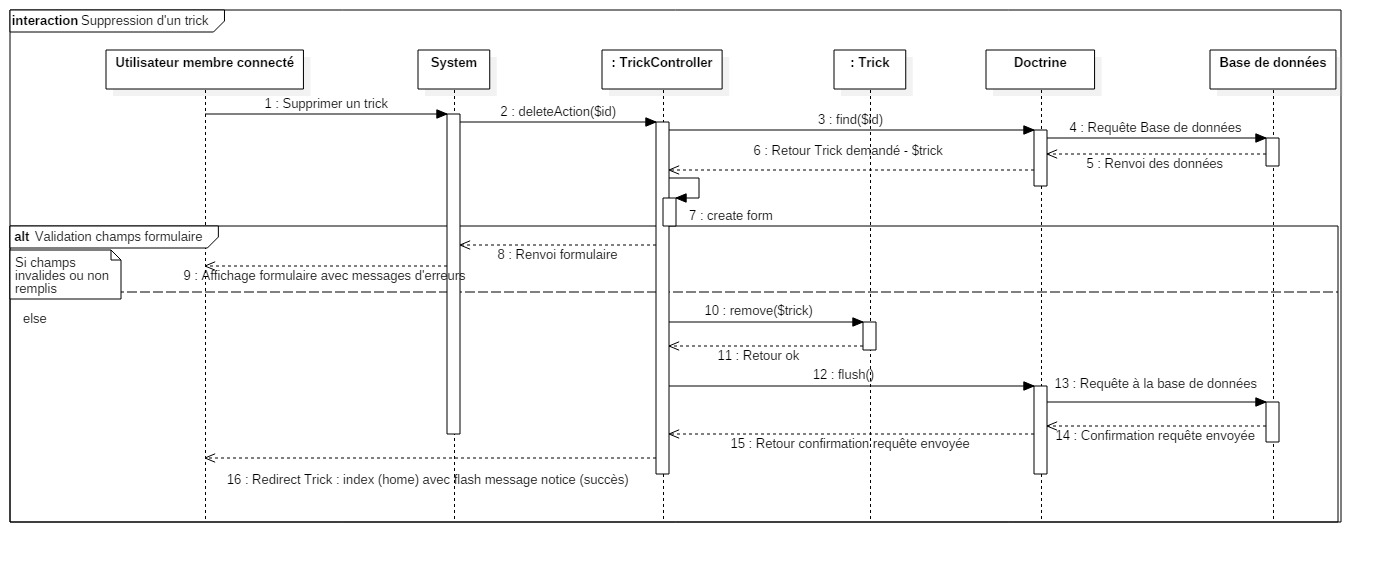 interaction Suppression d'un trick
Utilisateur membre connecté
System
: TrickController
: Trick
Doctrine
Base de données
1 : Supprimer un trick
2 : deleteAction($id)
3 : find($id)
4 : Requête Base de données
5 : Renvoi des données
6 : Retour Trick demandé - $trick
7 : create form
alt Validation champs formulaire
Si champs
invalides ou non
remplis
8 : Renvoi formulaire
9 : Affichage formulaire avec messages d'erreurs
else
10 : remove($trick)
11 : Retour ok
12 : flush()
13 : Requête à la base de données
14 : Confirmation requête envoyée
15 : Retour confirmation requête envoyée
16 : Redirect Trick : index (home) avec flash message notice (succès)